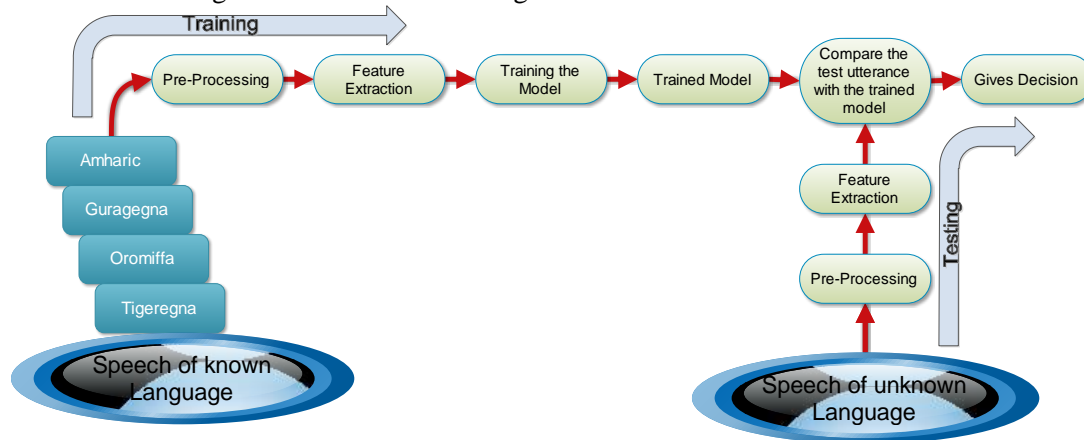 Training
Pre-Processing
Feature
Extraction
Training the
Model
Trained Model
Compare the
test utterance
with the trained
model
Gives Decision
Amharic
Guragegna
Oromiffa
Tigeregna
Speech of known
Language
Feature
Extraction
Pre-Processing
Testing
Speech of unknown
Language